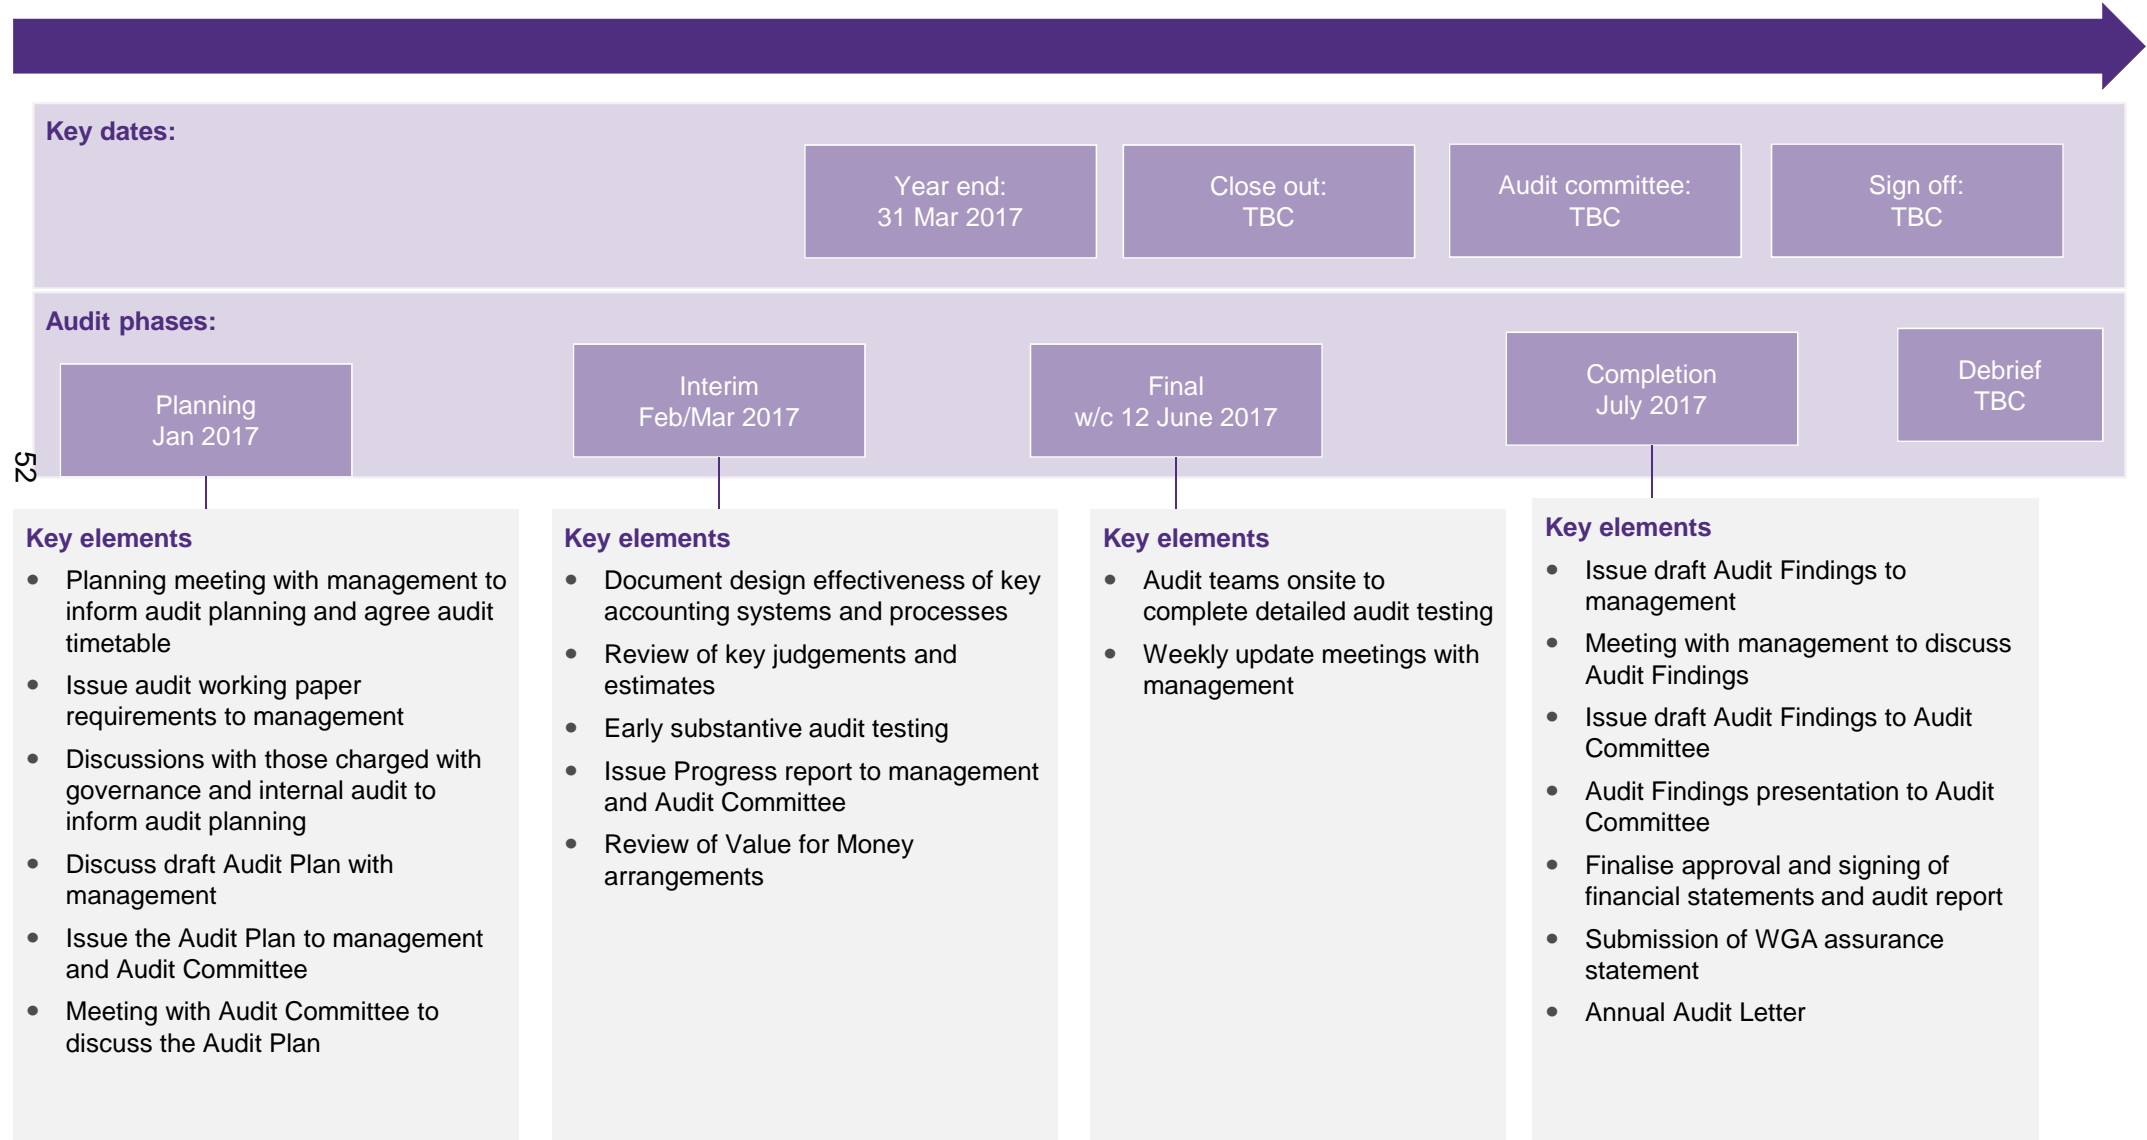 Key dates:
Year end:
31 Mar 2017
Close out:
TBC
Audit committee:
TBC
Sign off:
TBC
Audit phases:
Planning
Jan 2017
Interim
Feb/Mar 2017
Final
w/c 12 June 2017
Completion
July 2017
Debrief
TBC
52
Key elements
• Planning meeting with management to
inform audit planning and agree audit
timetable
• Issue audit working paper
requirements to management
• Discussions with those charged with
governance and internal audit to
inform audit planning
• Discuss draft Audit Plan with
management
• Issue the Audit Plan to management
and Audit Committee
• Meeting with Audit Committee to
discuss the Audit Plan
Key elements
• Document design effectiveness of key
accounting systems and processes
• Review of key judgements and
estimates
• Early substantive audit testing
• Issue Progress report to management
and Audit Committee
• Review of Value for Money
arrangements
Key elements
• Audit teams onsite to
complete detailed audit testing
• Weekly update meetings with
management
Key elements
• Issue draft Audit Findings to
management
• Meeting with management to discuss
Audit Findings
• Issue draft Audit Findings to Audit
Committee
• Audit Findings presentation to Audit
Committee
• Finalise approval and signing of
financial statements and audit report
• Submission of WGA assurance
statement
• Annual Audit Letter